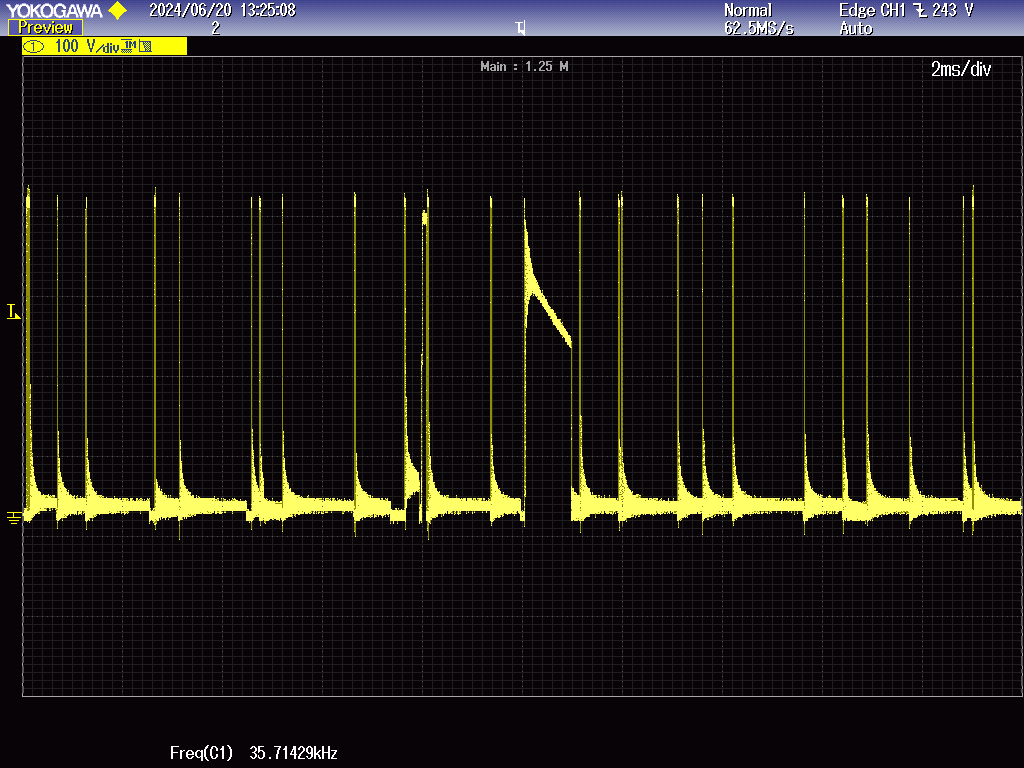 YOKOGAWA 2024/06/20 13:25:08 Normal Edge CH1 243 V
Preview 2 T 62.5MS/s Auto
1 100 V/div
Main : 1.25 M
2ms/div
T
Freq(C1) 35.71429kHz